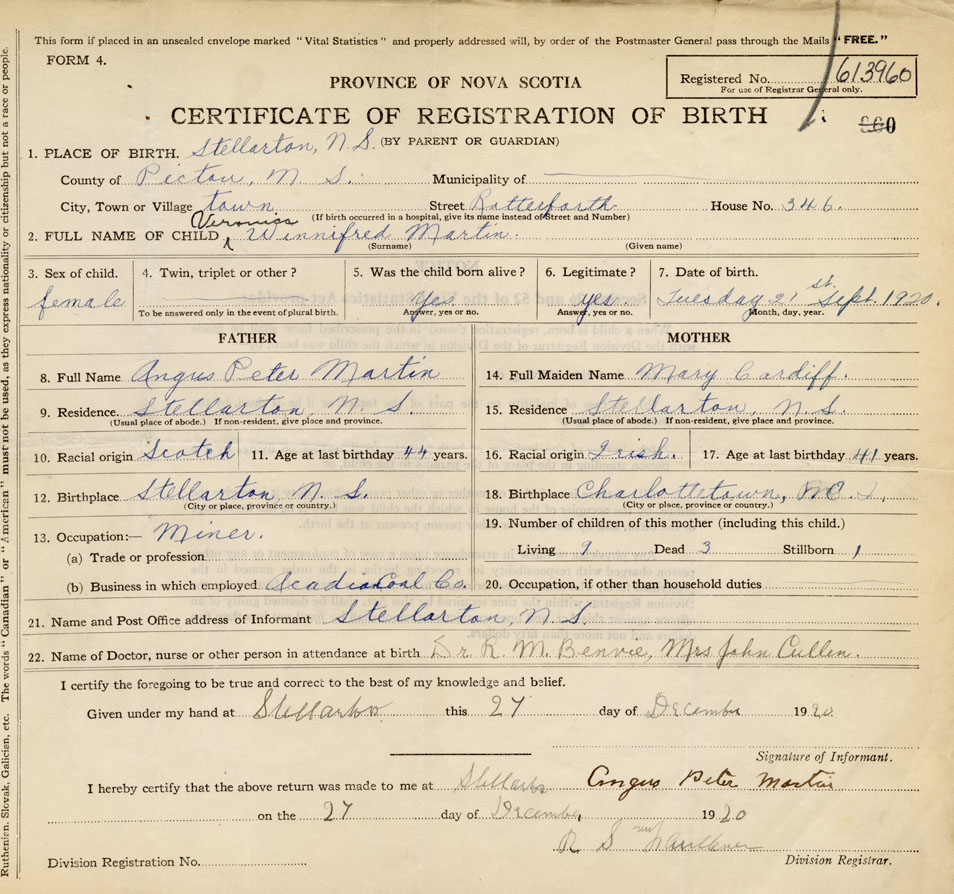 This form if placed in an unsealed envelope marked "Vital Statistics" and properly addressed will, by order of the Postmaster General pass through the Mails "FREE."
FORM 4.
PROVINCE OF NOVA SCOTIA
Registered No. 613960
For use of Registrar General only.
CERTIFICATE OF REGISTRATION OF BIRTH
(BY PARENT OR GUARDIAN)
1. PLACE OF BIRTH. Stellarton, N.S.
County of Pictou, N. S. Municipality of
City, Town or Village town Street Rotterforth House No. 346.
(If birth occurred in a hospital, give its name instead of Street and Number)
Veronica
2. FULL NAME OF CHILD Winnifred Martin.
(Surname) (Given name)
3. Sex of child. 4. Twin, triplet or other? 5. Was the child born alive? 6. Legitimate? 7. Date of birth.
female Yes. yes. Tuesday 21st Sept. 1920.
To be answered only in the event of plural birth. Answer, yes or no. Answer, yes or no. Month, day, year.
FATHER MOTHER
8. Full Name Angus Peter Martin 14. Full Maiden Name Mary Cardiff.
9. Residence. Stellarton, N. S. 15. Residence Stellarton, N.S.
(Usual place of abode.) If non-resident, give place and province. (Usual place of abode.) If non-resident, give place and province.
10. Racial origin Scotch 11. Age at last birthday 44 years. 16. Racial origin Irish. 17. Age at last birthday 41 years.
12. Birthplace Stellarton N. S. 18. Birthplace Charlottetown,
(City or place, province or country.) (City or place, province or country.)
13. Occupation:— Miner. 19. Number of children of this mother (including this child.)
(a) Trade or profession Living 9 Dead 3 Stillborn 1
(b) Business in which employed Acadia Coal Co. 20. Occupation, if other than household duties
21. Name and Post Office address of Informant Stellarton, N. S.
22. Name of Doctor, nurse or other person in attendance at birth Dr. R. M. Benvie, Mrs John Cullen.
I certify the foregoing to be true and correct to the best of my knowledge and belief.
Given under my hand at Stellarton this 27 day of December 1920
Signature of Informant.
I hereby certify that the above return was made to me at Stellarton Angus Peter Martin
on the 27 day of December 1920
R S
Division Registration No. Division Registrar.
Ruthenian, Slovak, Galician, etc. The words "Canadian" or "American" must not be used, as they express nationality or citizenship but not a race or people.